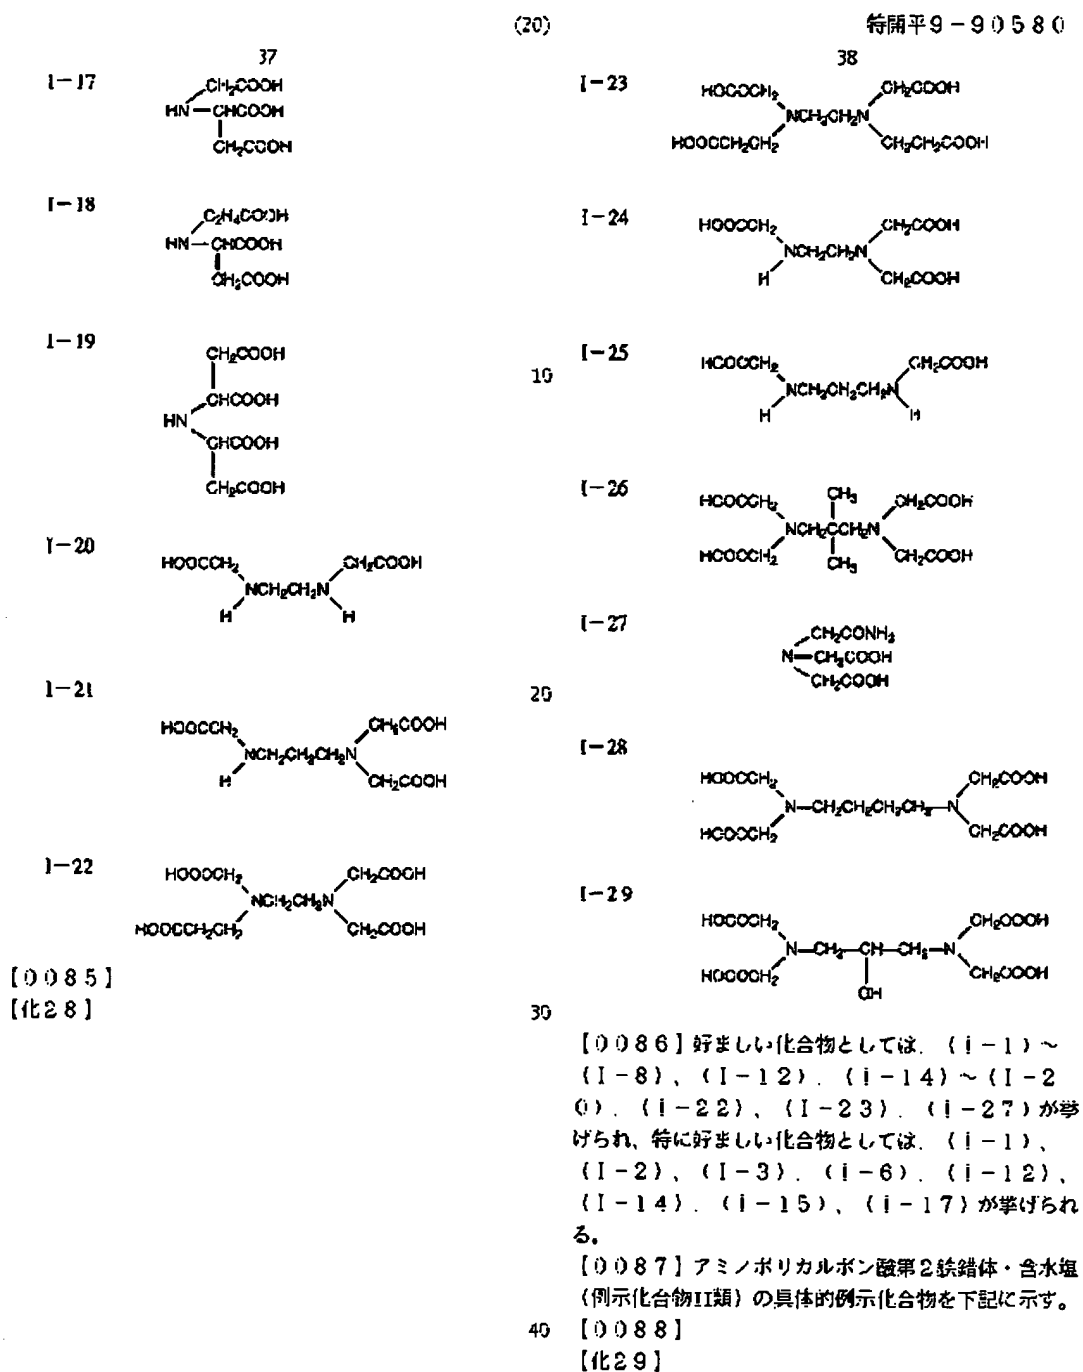 (20)
特開平9-90580
37
I-17
CH₂COOH
HN—CHCOOH
CH₂COOH
I-18
C₂H₄COOH
HN—CHCOOH
CH₂COOH
I-19
CH₂COOH
CHCOOH
HN
CHCOOH
CH₂COOH
I-20
HOOCCH₂ CH₂COOH
NCH₂CH₂N
H H
I-21
HOOCCH₂ CH₂COOH
NCH₂CH₂CH₂N
H CH₂COOH
I-22
HOOCCH₂ CH₂COOH
NCH₂CH₂N
HOOCCH₂CH₂ CH₂COOH
【0085】
【化28】
10
20
30
40
38
I-23
HOOCCH₂ CH₂COOH
NCH₂CH₂N
HOOCCH₂CH₂ CH₂CH₂COOH
I-24
HOOCCH₂ CH₂COOH
NCH₂CH₂N
H CH₂COOH
I-25
HOOCCH₂ CH₂COOH
NCH₂CH₂CH₂N
H H
I-26
HOOCCH₂ CH₃ CH₂COOH
NCH₂CCH₂N
HOOCCH₂ CH₃ CH₂COOH
I-27
CH₂CONH₂
N—CH₂COOH
CH₂COOH
I-28
HOOCCH₂ CH₂COOH
N—CH₂CH₂CH₂CH₂—N
HOOCCH₂ CH₂COOH
I-29
HOOCCH₂ CH₂COOH
N—CH₂—CH—CH₂—N
HOOCCH₂ CH₂COOH
OH
【0086】好ましい化合物としては、(I-1)～
(I-8)、(I-12)、(I-14)～(I-2
0)、(I-22)、(I-23)、(I-27)が挙
げられ、特に好ましい化合物としては、(I-1)、
(I-2)、(I-3)、(I-6)、(I-12)、
(I-14)、(I-15)、(I-17)が挙げられ
る。
【0087】アミノポリカルボン酸第2鉄錯体・含水塩
(例示化合物II類)の具体的例示化合物を下記に示す。
【0088】
【化29】